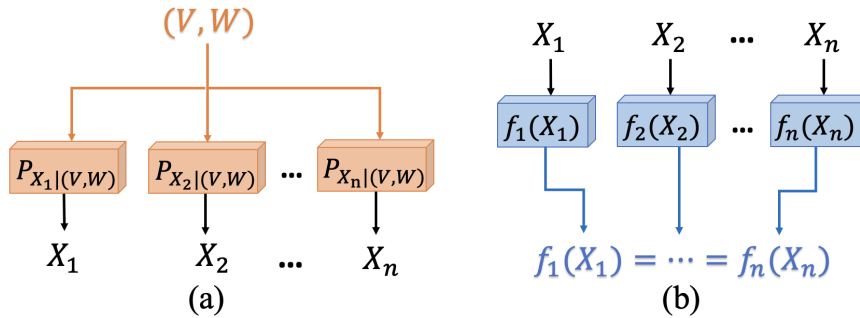 (V, W)
P_{X_1|(V,W)} P_{X_2|(V,W)} ... P_{X_n|(V,W)}
X_1 X_2 ... X_n
(a)
X_1 X_2 ... X_n
f_1(X_1) f_2(X_2) ... f_n(X_n)
f_1(X_1) = ⋯ = f_n(X_n)
(b)